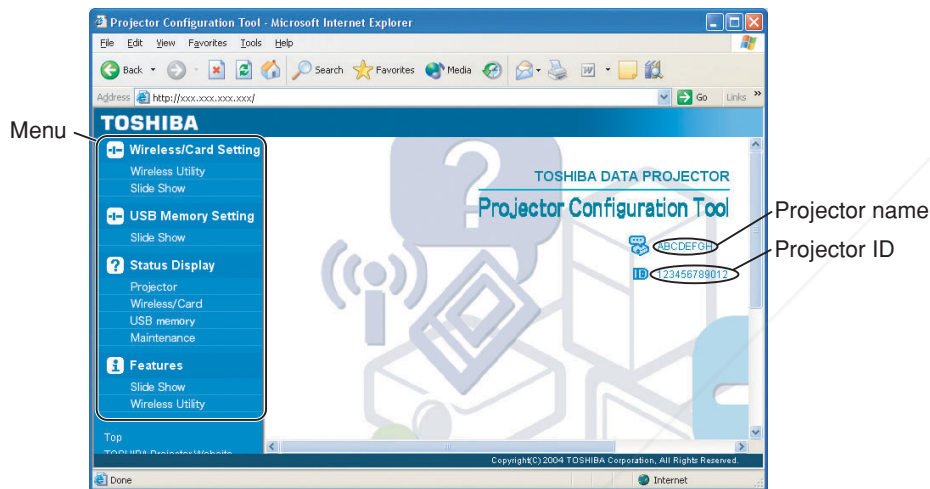 Projector Configuration Tool - Microsoft Internet Explorer
File Edit View Favorites Tools Help
Back Search Favorites Media
Address http://xxx.xxx.xxx.xxx/ Go Links »
TOSHIBA
Menu
Wireless/Card Setting
Wireless Utility
Slide Show
USB Memory Setting
Slide Show
Status Display
Projector
Wireless/Card
USB memory
Maintenance
Features
Slide Show
Wireless Utility
Top
TOSHIBA Projector Website
TOSHIBA DATA PROJECTOR
Projector Configuration Tool
ABCDEFGH
Projector name
ID 123456789012
Projector ID
Copyright(C) 2004 TOSHIBA Corporation, All Rights Reserved.
Done Internet